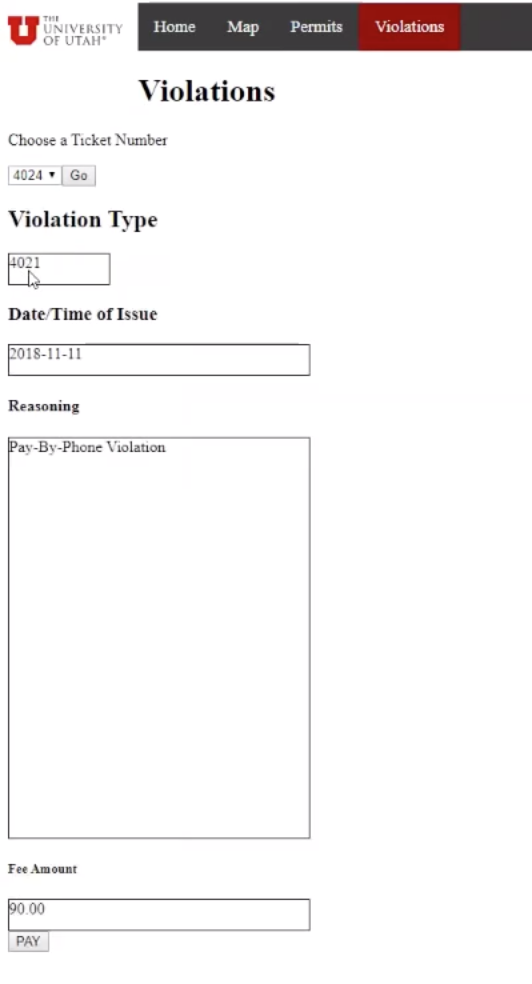 THE
UNIVERSITY
OF UTAH®
Home Map Permits Violations
Violations
Choose a Ticket Number
4024 Go
Violation Type
4021
Date/Time of Issue
2018-11-11
Reasoning
Pay-By-Phone Violation
Fee Amount
90.00
PAY